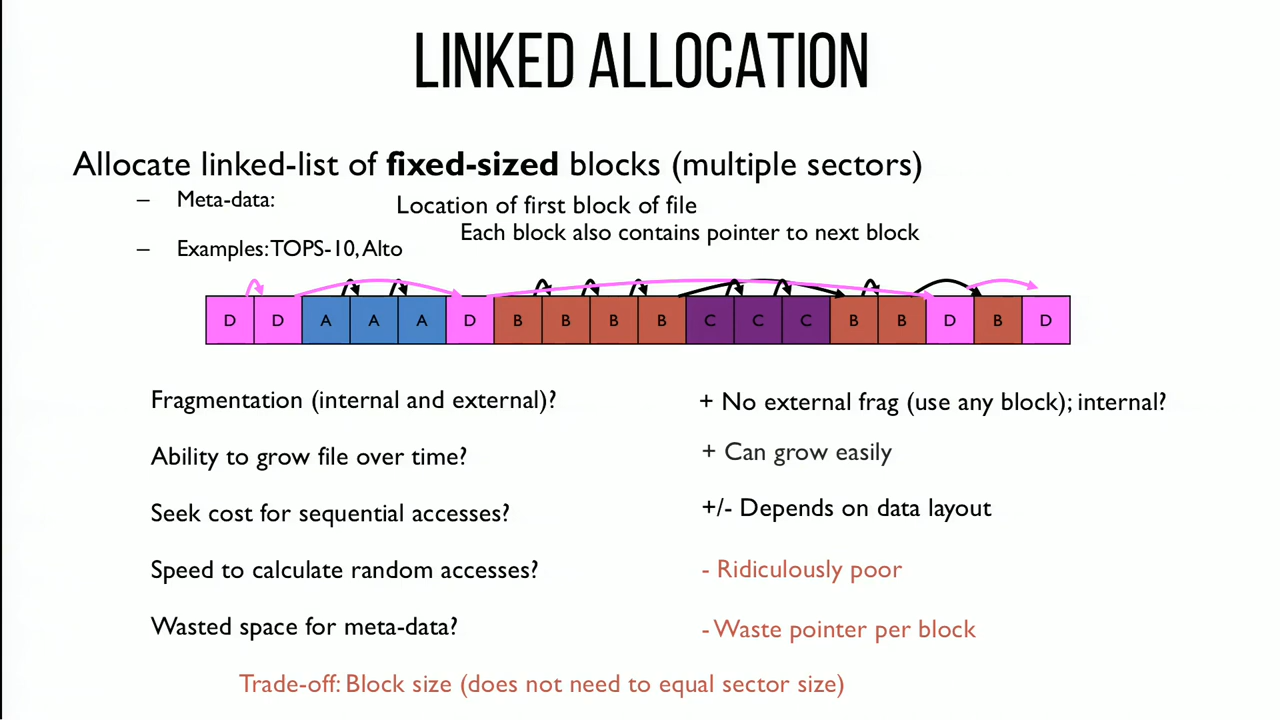 LINKED ALLOCATION
Allocate linked-list of fixed-sized blocks (multiple sectors)
– Meta-data:
Location of first block of file
Each block also contains pointer to next block
– Examples: TOPS-10, Alto
D D A A A D B B B B C C C B B D B D
Fragmentation (internal and external)?
+ No external frag (use any block); internal?
Ability to grow file over time?
+ Can grow easily
Seek cost for sequential accesses?
+/- Depends on data layout
Speed to calculate random accesses?
- Ridiculously poor
Wasted space for meta-data?
- Waste pointer per block
Trade-off: Block size (does not need to equal sector size)